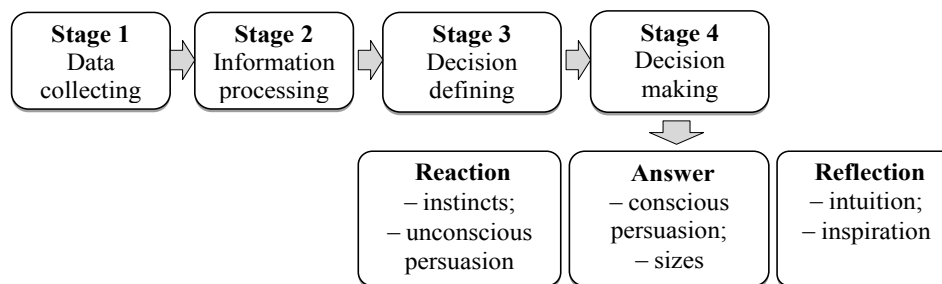 Stage 1
Data
collecting
Stage 2
Information
processing
Stage 3
Decision
defining
Stage 4
Decision
making
Reaction
– instincts;
– unconscious
persuasion
Answer
– conscious
persuasion;
– sizes
Reflection
– intuition;
– inspiration